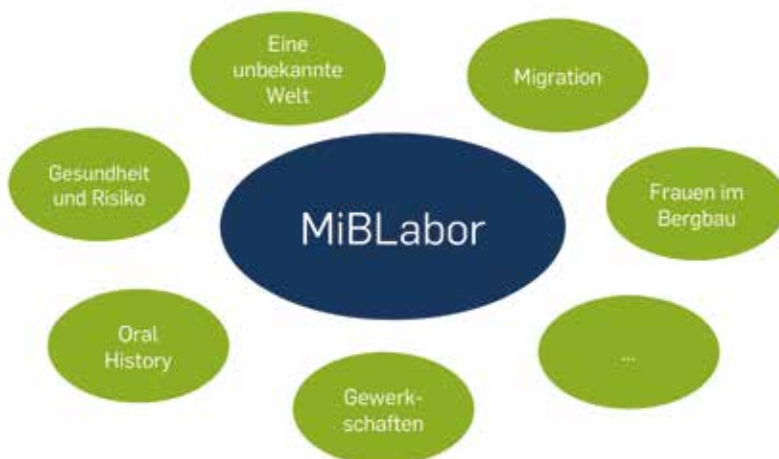 Eine
unbekannte
Welt
Migration
Gesundheit
und Risiko
MiBLabor
Frauen im
Bergbau
Oral
History
...
Gewerk-
schaften